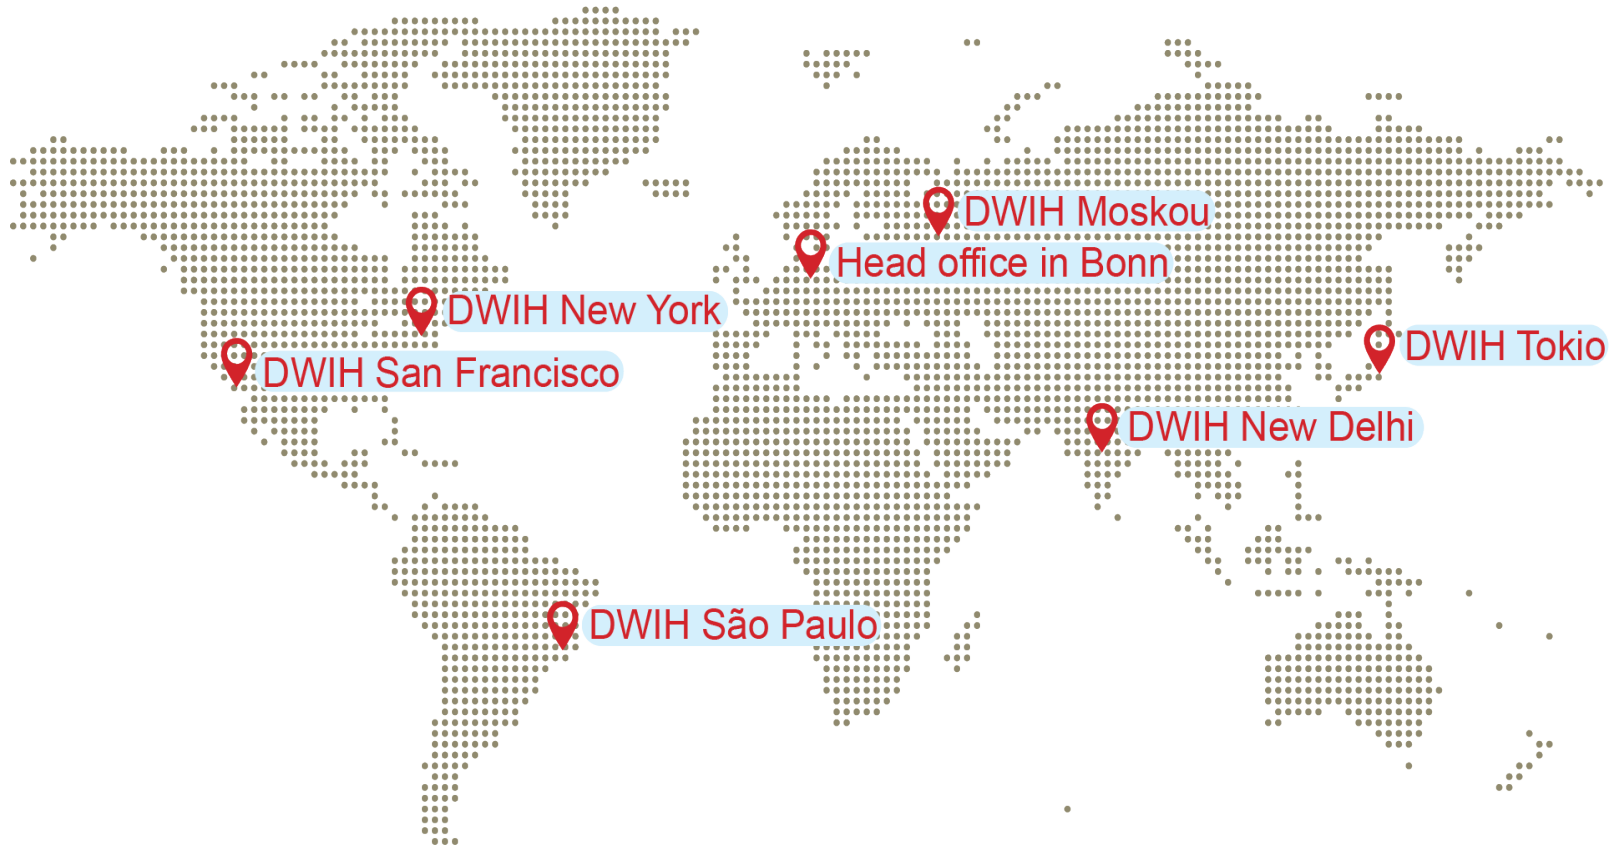 DWIH Moskou
Head office in Bonn
DWIH New York
DWIH Tokio
DWIH San Francisco
DWIH New Delhi
DWIH São Paulo